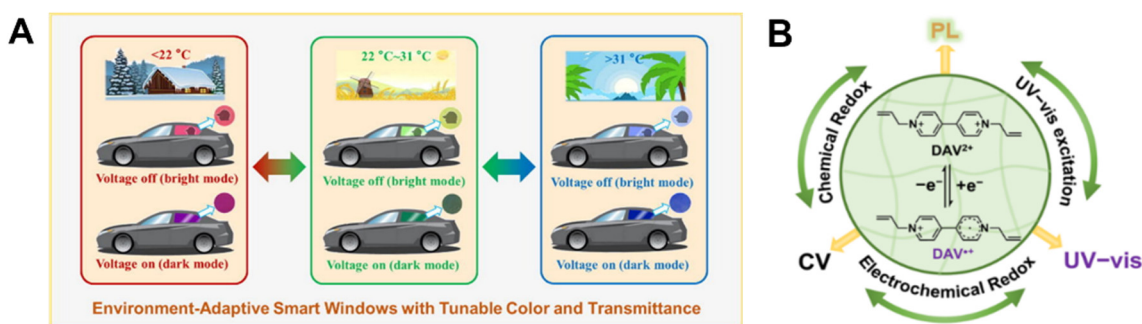 A
<22 °C
22 °C~31 °C
>31 °C
Voltage off (bright mode)
Voltage off (bright mode)
Voltage off (bright mode)
Voltage on (dark mode)
Voltage on (dark mode)
Voltage on (dark mode)
Environment-Adaptive Smart Windows with Tunable Color and Transmittance
B
PL
Chemical Redox
UV−vis excitation
N+
+N
DAV2+
−e− +e−
N+
N
DAV•+
CV
UV−vis
Electrochemical Redox